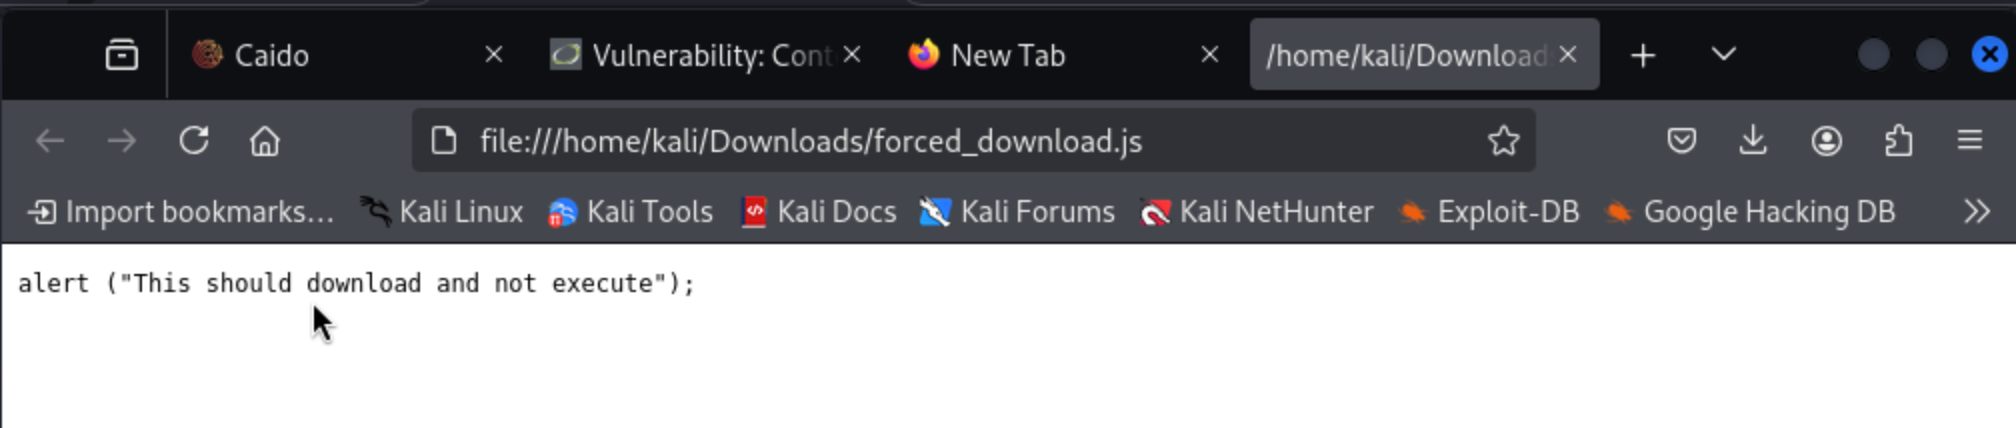 Caido
Vulnerability: Cont
New Tab
/home/kali/Download
file:///home/kali/Downloads/forced_download.js
Import bookmarks... Kali Linux Kali Tools Kali Docs Kali Forums Kali NetHunter Exploit-DB Google Hacking DB
alert ("This should download and not execute");